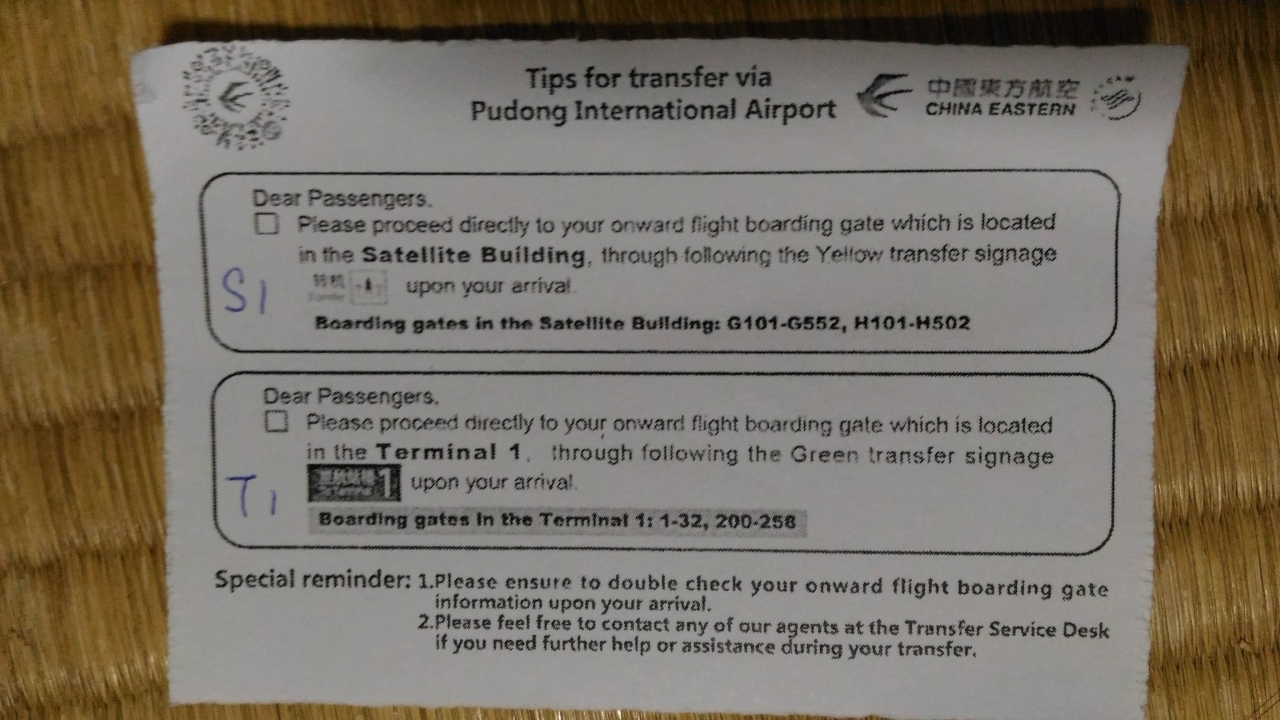 Tips for transfer via
Pudong International Airport
中國東方航空
CHINA EASTERN
Dear Passengers,
Please proceed directly to your onward flight boarding gate which is located
in the Satellite Building, through following the Yellow transfer signage
S1
转机
upon your arrival.
Boarding gates in the Satellite Building: G101-G552, H101-H502
Dear Passengers,
Please proceed directly to your onward flight boarding gate which is located
in the Terminal 1, through following the Green transfer signage
T1
1 upon your arrival.
Boarding gates in the Terminal 1: 1-32, 200-258
Special reminder: 1.Please ensure to double check your onward flight boarding gate
information upon your arrival.
2.Please feel free to contact any of our agents at the Transfer Service Desk
if you need further help or assistance during your transfer.